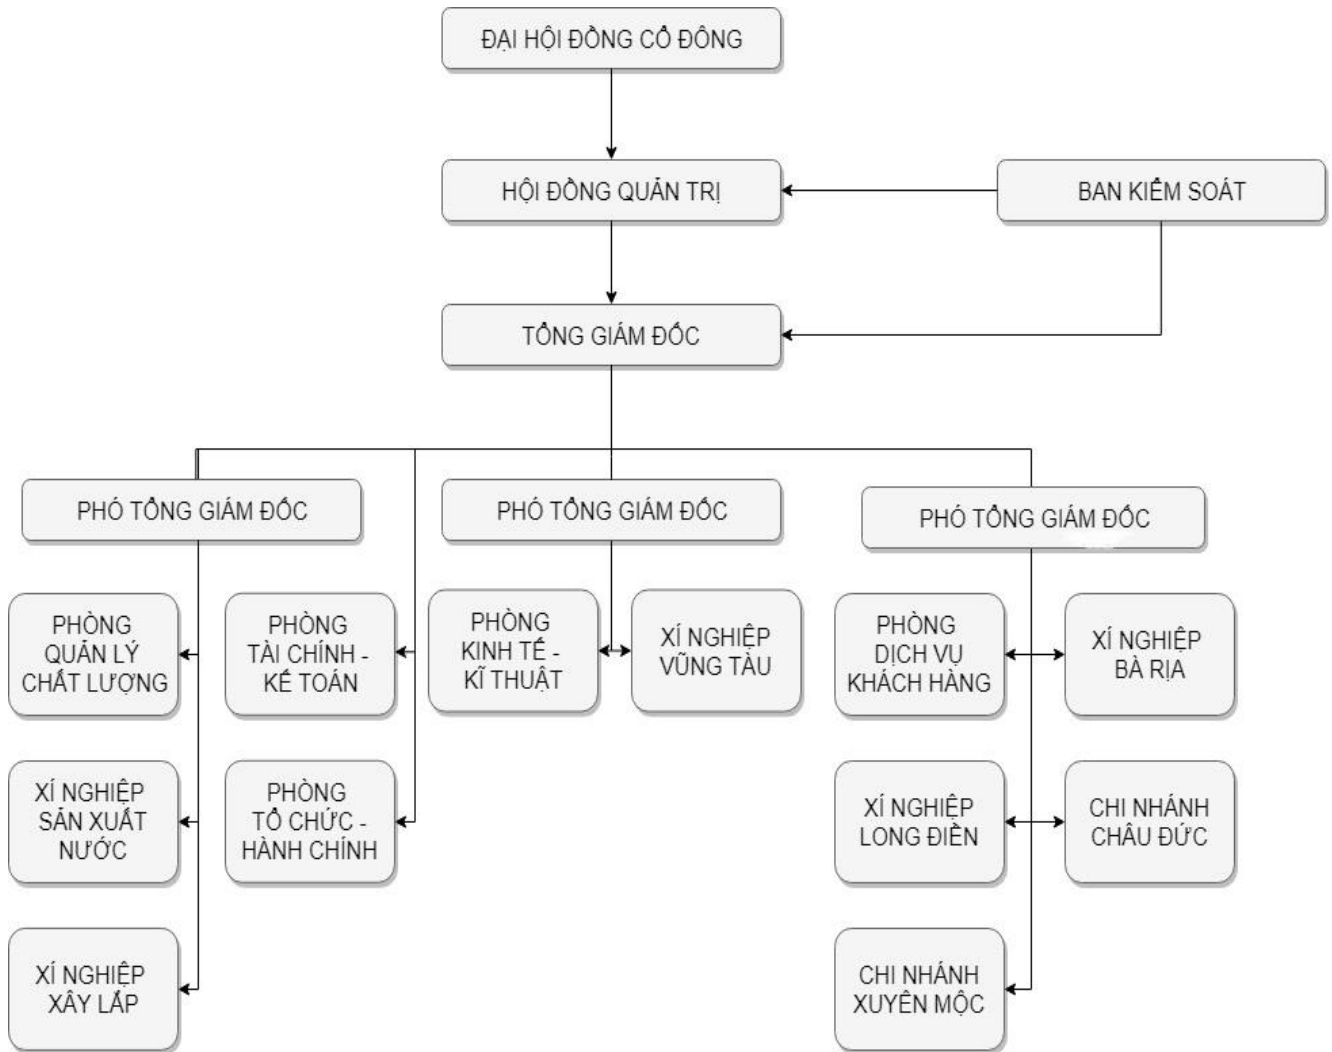 ĐẠI HỘI ĐỒNG CỔ ĐÔNG
HỘI ĐỒNG QUẢN TRỊ
BAN KIỂM SOÁT
TỔNG GIÁM ĐỐC
PHÓ TỔNG GIÁM ĐỐC
PHÓ TỔNG GIÁM ĐỐC
PHÓ TỔNG GIÁM ĐỐC
PHÒNG
QUẢN LÝ
CHẤT LƯỢNG
PHÒNG
TÀI CHÍNH -
KẾ TOÁN
PHÒNG
KINH TẾ -
KĨ THUẬT
XÍ NGHIỆP
VŨNG TÀU
PHÒNG
DỊCH VỤ
KHÁCH HÀNG
XÍ NGHIỆP
BÀ RỊA
XÍ NGHIỆP
SẢN XUẤT
NƯỚC
PHÒNG
TỔ CHỨC -
HÀNH CHÍNH
XÍ NGHIỆP
LONG ĐIỀN
CHI NHÁNH
CHÂU ĐỨC
XÍ NGHIỆP
XÂY LẮP
CHI NHÁNH
XUYÊN MỘC